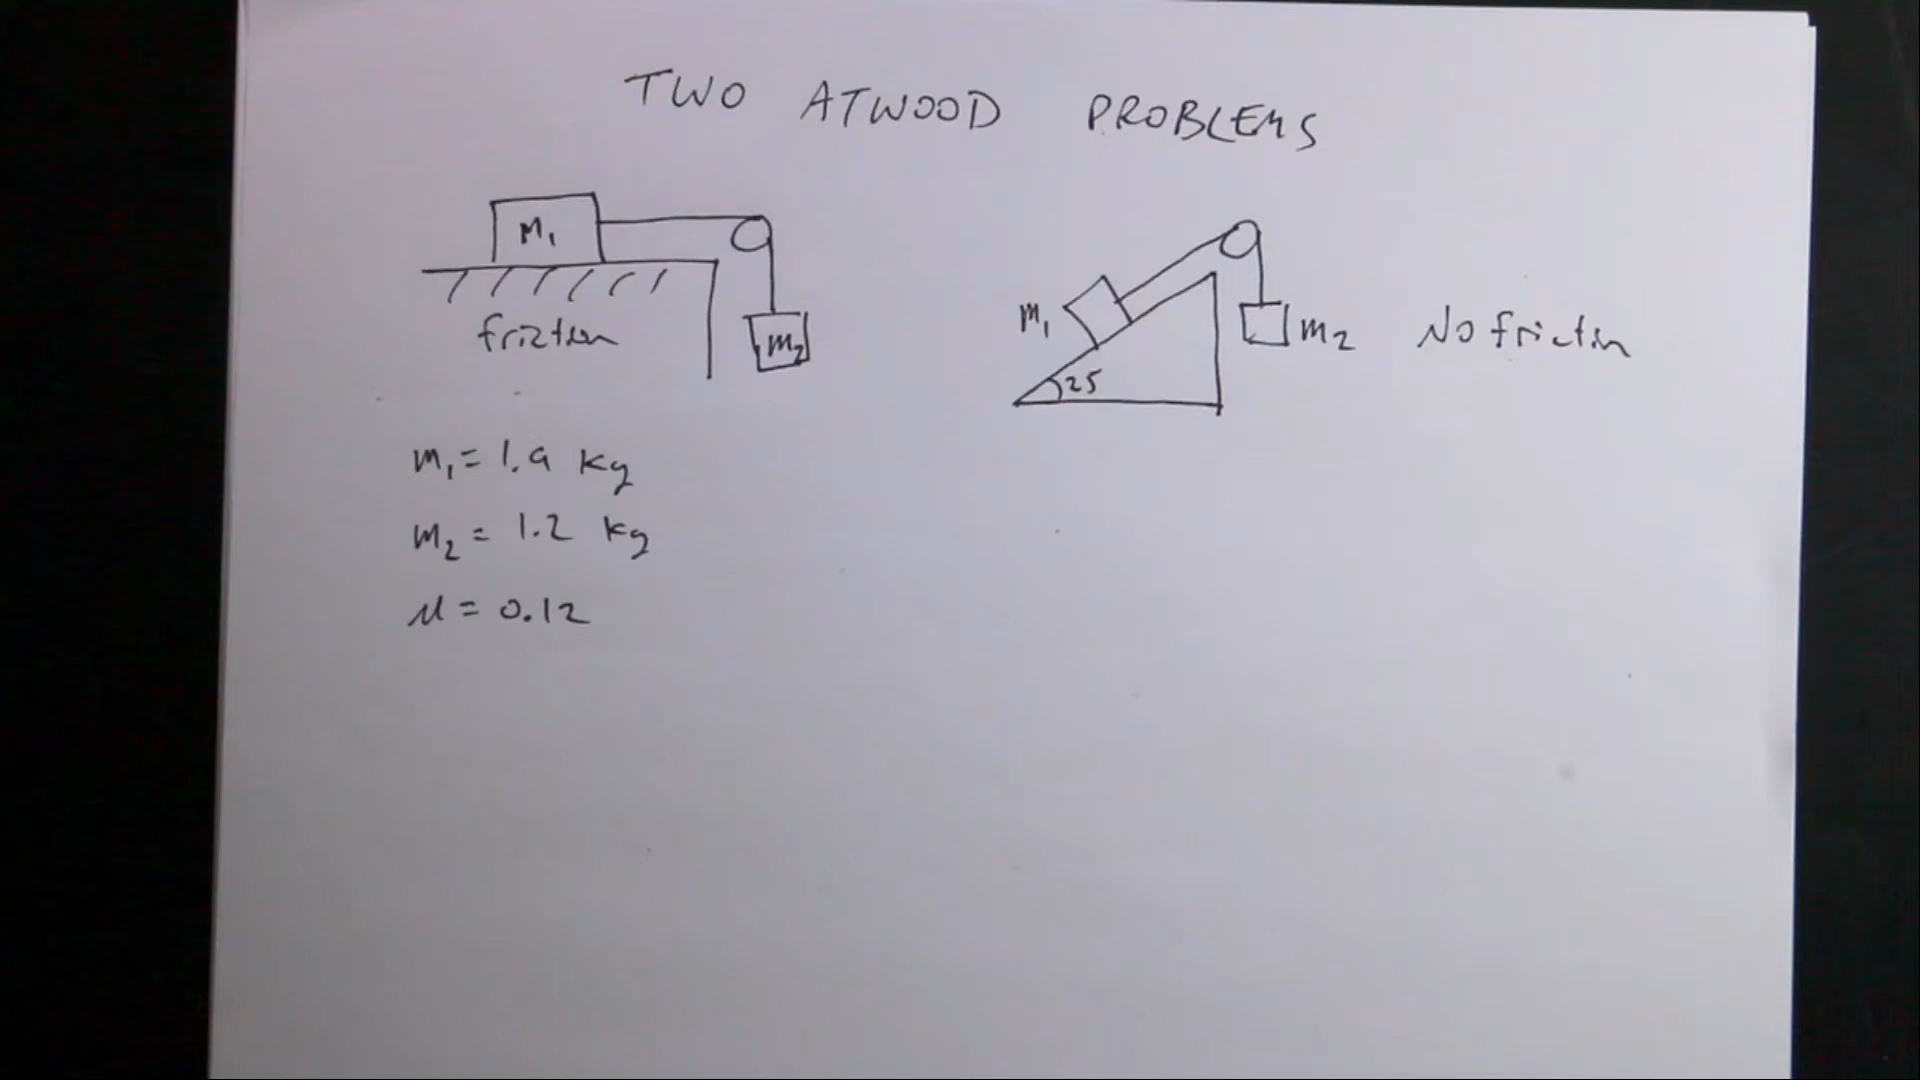 TWO ATWOOD PROBLEMS
M₁
friction
m₂
m₁
25
m₂
No friction
m₁ = 1.9 kg
m₂ = 1.2 kg
μ = 0.12